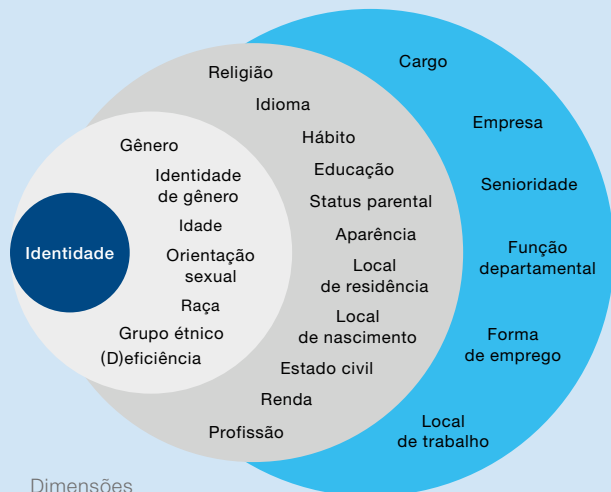 Identidade
Gênero
Identidade
de gênero
Idade
Orientação
sexual
Raça
Grupo étnico
(D)eficiência
Religião
Idioma
Hábito
Educação
Status parental
Aparência
Local
de residência
Local
de nascimento
Estado civil
Renda
Profissão
Cargo
Empresa
Senioridade
Função
departamental
Forma
de emprego
Local
de trabalho
Dimensões